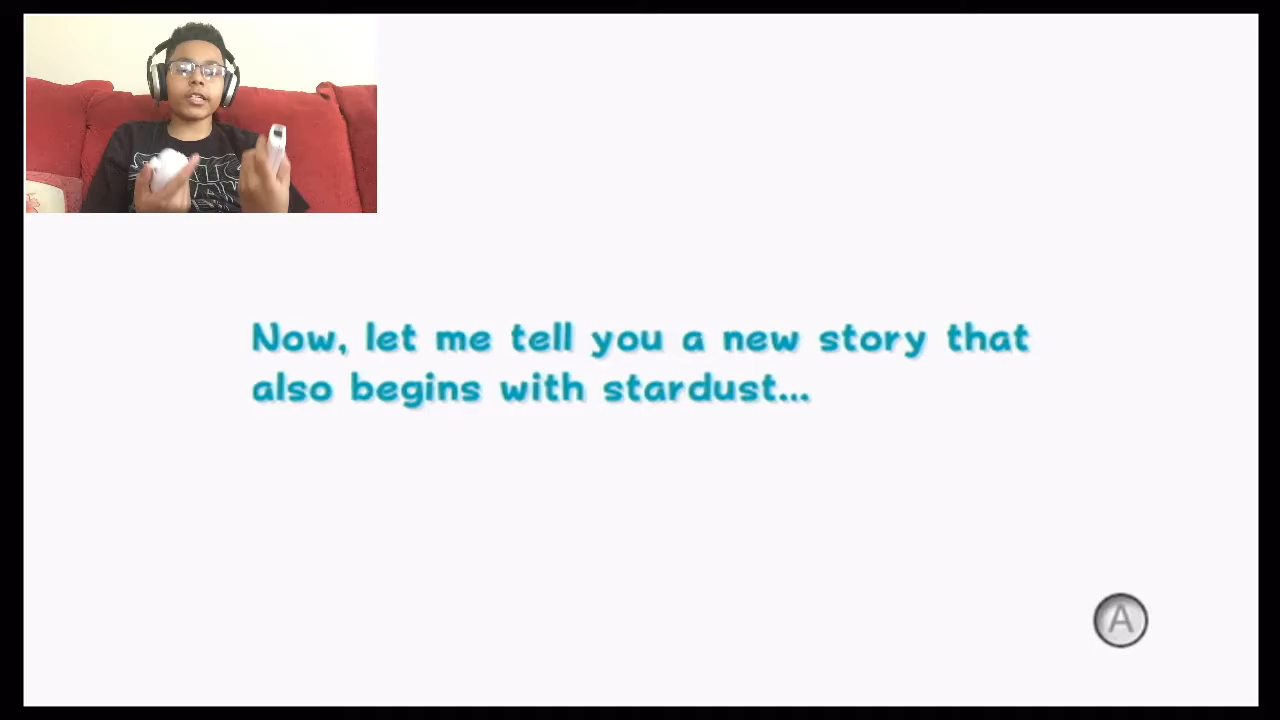 Now, let me tell you a new story that
also begins with stardust...
A